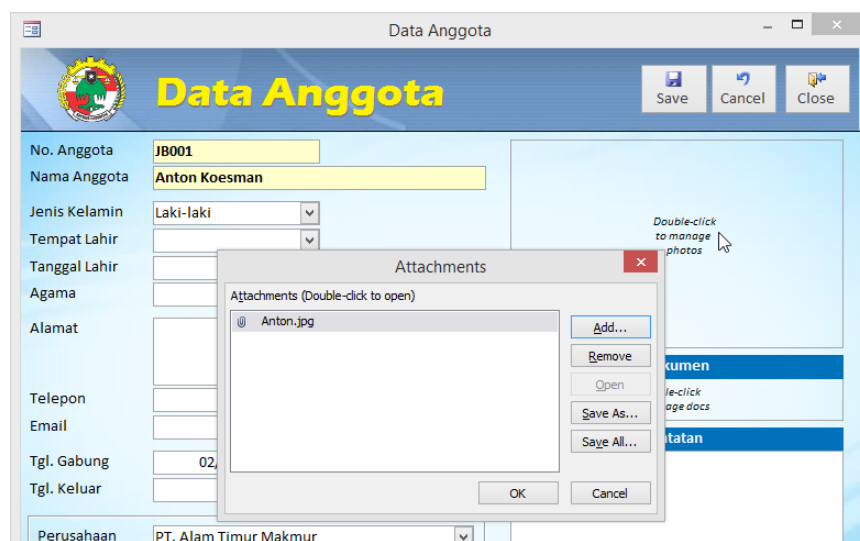 Data Anggota
Data Anggota
Save
Cancel
Close
No. Anggota
JB001
Nama Anggota
Anton Koesman
Jenis Kelamin
Laki-laki
Tempat Lahir
Tanggal Lahir
Agama
Alamat
Telepon
Email
Tgl. Gabung
02/
Tgl. Keluar
Perusahaan
PT. Alam Timur Makmur
Double-click
to manage
photos
Attachments
Attachments (Double-click to open)
Anton.jpg
Add...
Remove
Open
Save As...
Save All...
OK
Cancel
kumen
le-click
age docs
tatan